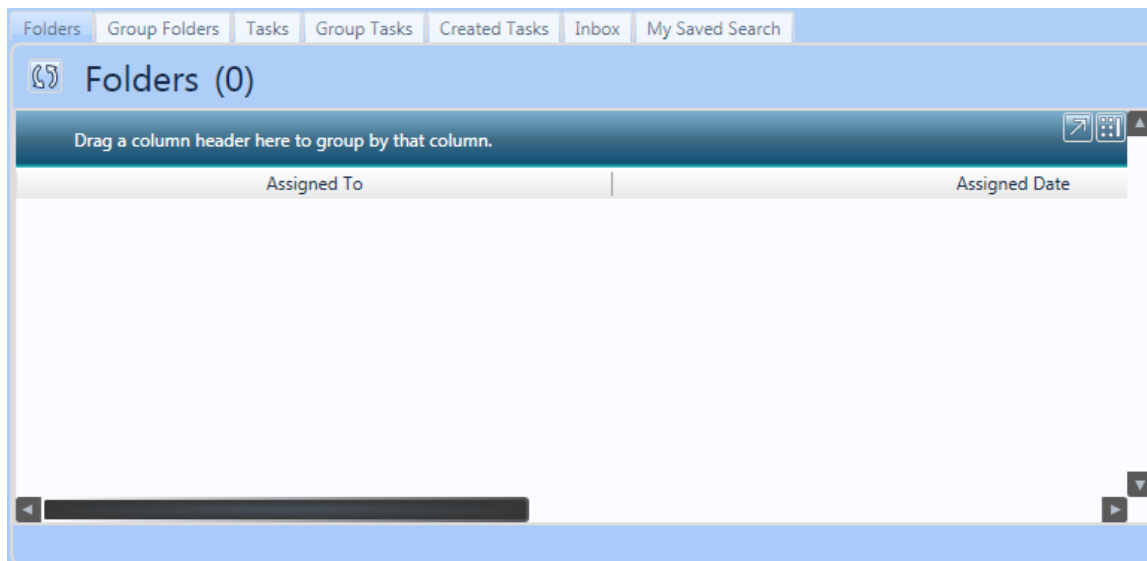 Folders Group Folders Tasks Group Tasks Created Tasks Inbox My Saved Search
Folders (0)
Drag a column header here to group by that column.
Assigned To Assigned Date